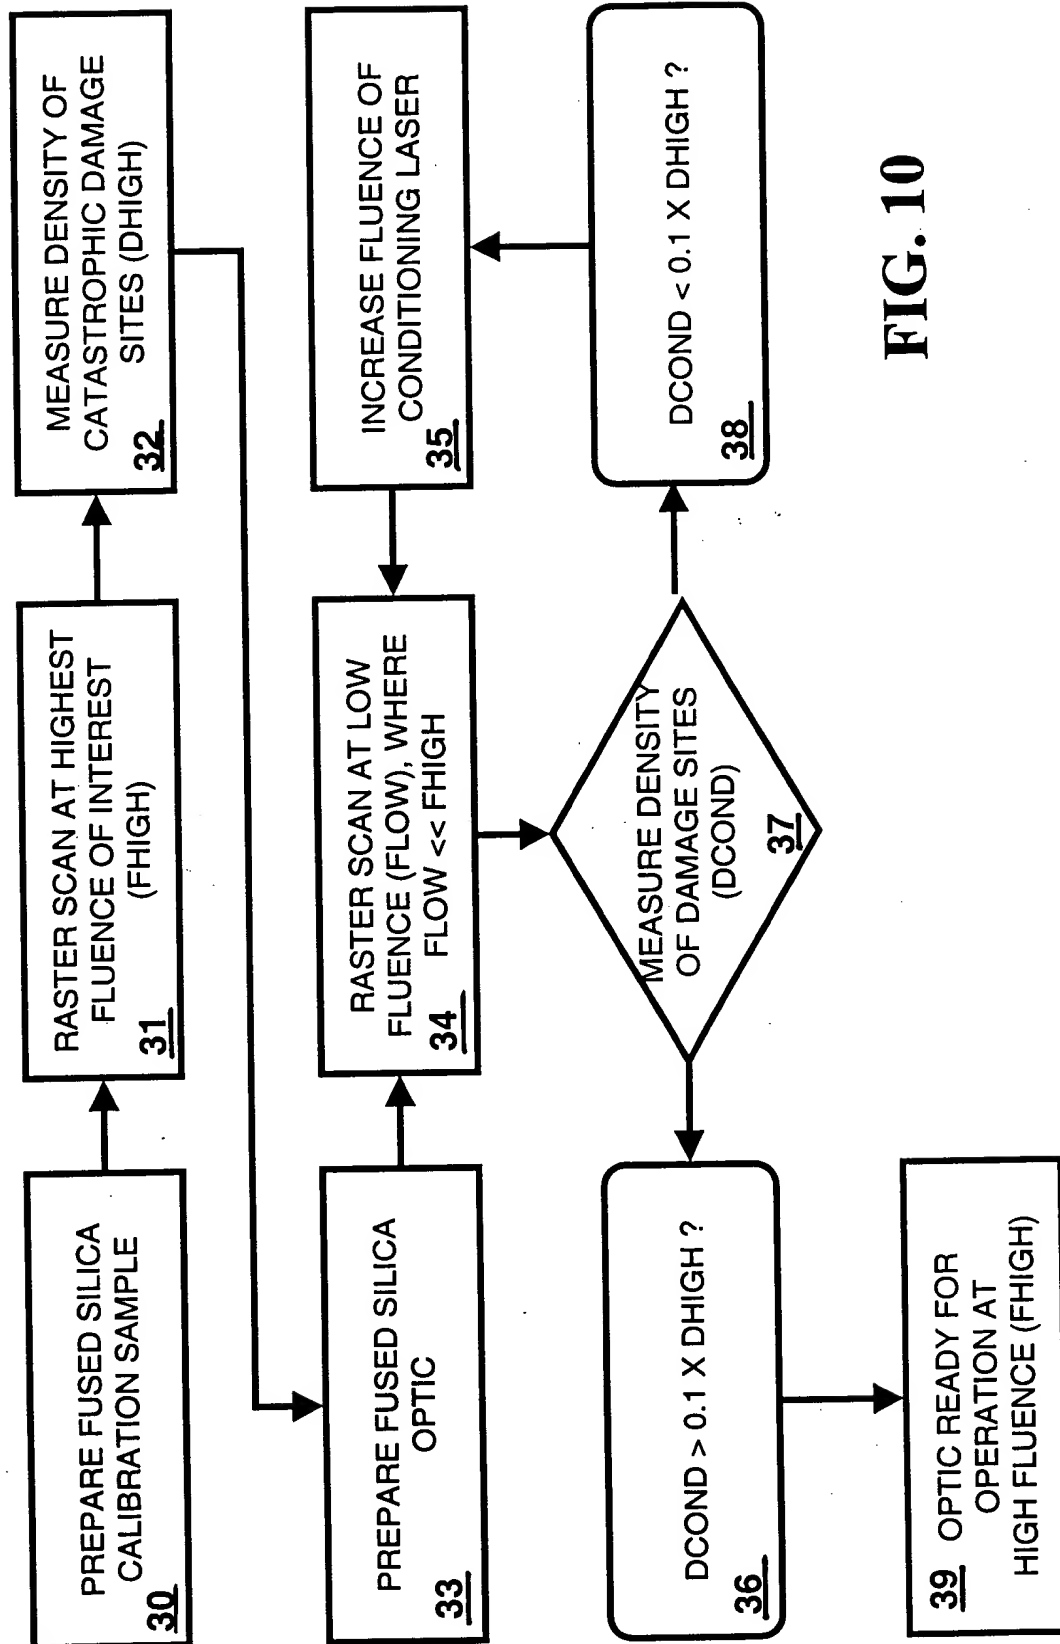 PREPARE FUSED SILICA
CALIBRATION SAMPLE
30
RASTER SCAN AT HIGHEST
FLUENCE OF INTEREST
(FHIGH)
31
MEASURE DENSITY OF
CATASTROPHIC DAMAGE
SITES (DHIGH)
32
PREPARE FUSED SILICA
OPTIC
33
RASTER SCAN AT LOW
FLUENCE (FLOW), WHERE
FLOW << FHIGH
34
INCREASE FLUENCE OF
CONDITIONING LASER
35
DCOND > 0.1 X DHIGH ?
36
MEASURE DENSITY
OF DAMAGE SITES
(DCOND)
37
DCOND < 0.1 X DHIGH ?
38
39 OPTIC READY FOR
OPERATION AT
HIGH FLUENCE (FHIGH)
FIG. 10